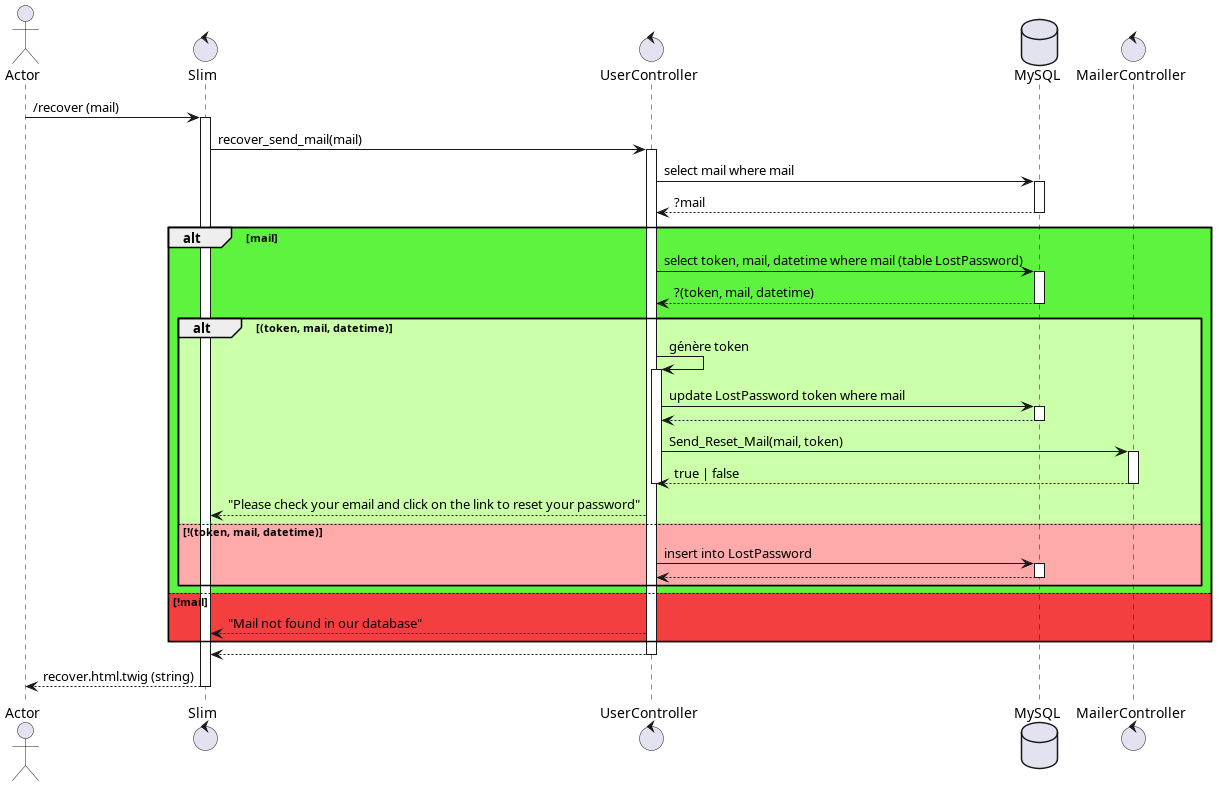 Actor
Slim
UserController
MySQL
MailerController
/recover (mail)
recover_send_mail(mail)
select mail where mail
?mail
alt [mail]
select token, mail, datetime where mail (table LostPassword)
?(token, mail, datetime)
alt [(token, mail, datetime)]
génère token
update LostPassword token where mail
Send_Reset_Mail(mail, token)
true | false
"Please check your email and click on the link to reset your password"
[!(token, mail, datetime)]
insert into LostPassword
[!mail]
"Mail not found in our database"
recover.html.twig (string)
Actor
Slim
UserController
MySQL
MailerController